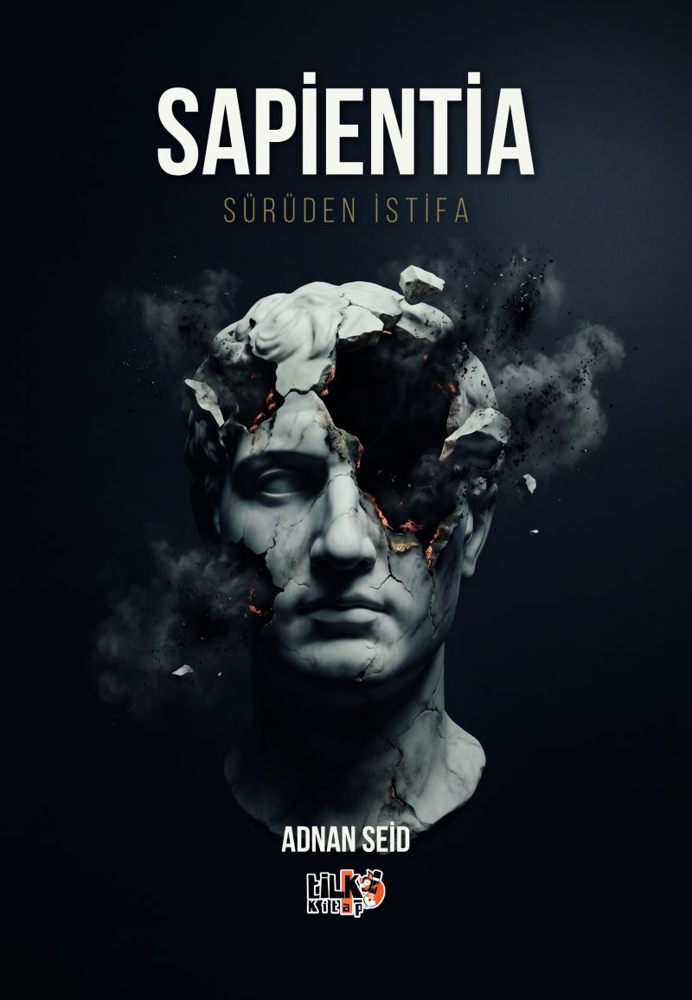 SAPİENTİA
SÜRÜDEN İSTİFA
ADNAN SEİD
tiLKi
Kitap